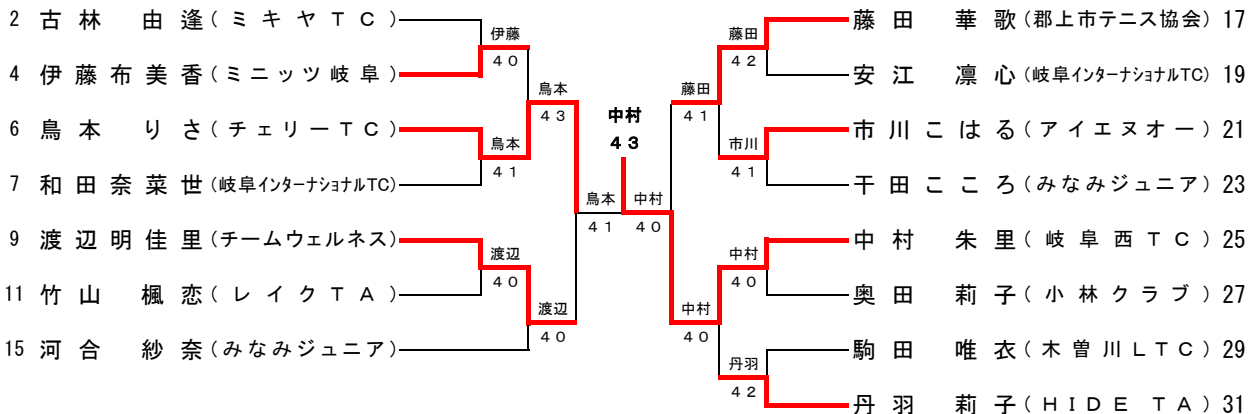 2 古林 由逢(ミキヤTC)
伊藤
40
4 伊藤布美香(ミニッツ岐阜)
鳥本
43
6 鳥本 りさ(チェリーTC)
鳥本
41
7 和田奈菜世(岐阜インターナショナルTC)
鳥本
41
9 渡辺明佳里(チームウェルネス)
渡辺
40
11 竹山 楓恋(レイクTA)
渡辺
40
15 河合 紗奈(みなみジュニア)
中村
43
藤田 華歌(郡上市テニス協会) 17
藤田
42
安江 凛心(岐阜インターナショナルTC) 19
藤田
41
市川こはる(アイエヌオー) 21
市川
41
干田こころ(みなみジュニア) 23
中村
40
中村 朱里(岐阜西TC) 25
中村
40
奥田 莉子(小林クラブ) 27
中村
40
駒田 唯衣(木曽川LTC) 29
丹羽
42
丹羽 莉子(HIDE TA) 31